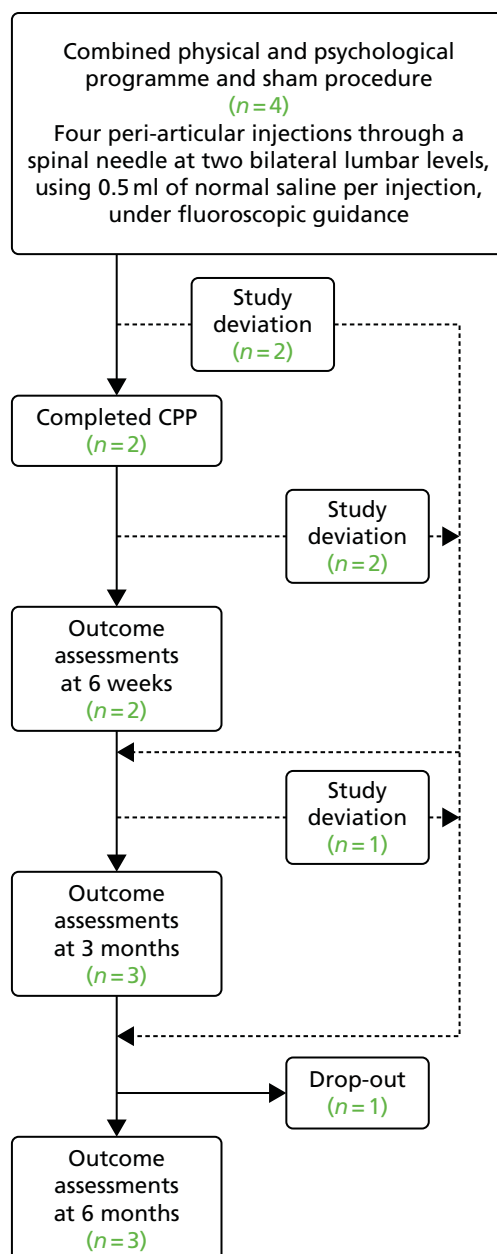 Combined physical and psychological
programme and sham procedure
(n=4)
Four peri-articular injections through a
spinal needle at two bilateral lumbar levels,
using 0.5 ml of normal saline per injection,
under fluoroscopic guidance
Study
deviation
(n=2)
Completed CPP
(n=2)
Study
deviation
(n=2)
Outcome
assessments
at 6 weeks
(n=2)
Study
deviation
(n=1)
Outcome
assessments
at 3 months
(n=3)
Drop-out
(n=1)
Outcome
assessments
at 6 months
(n=3)